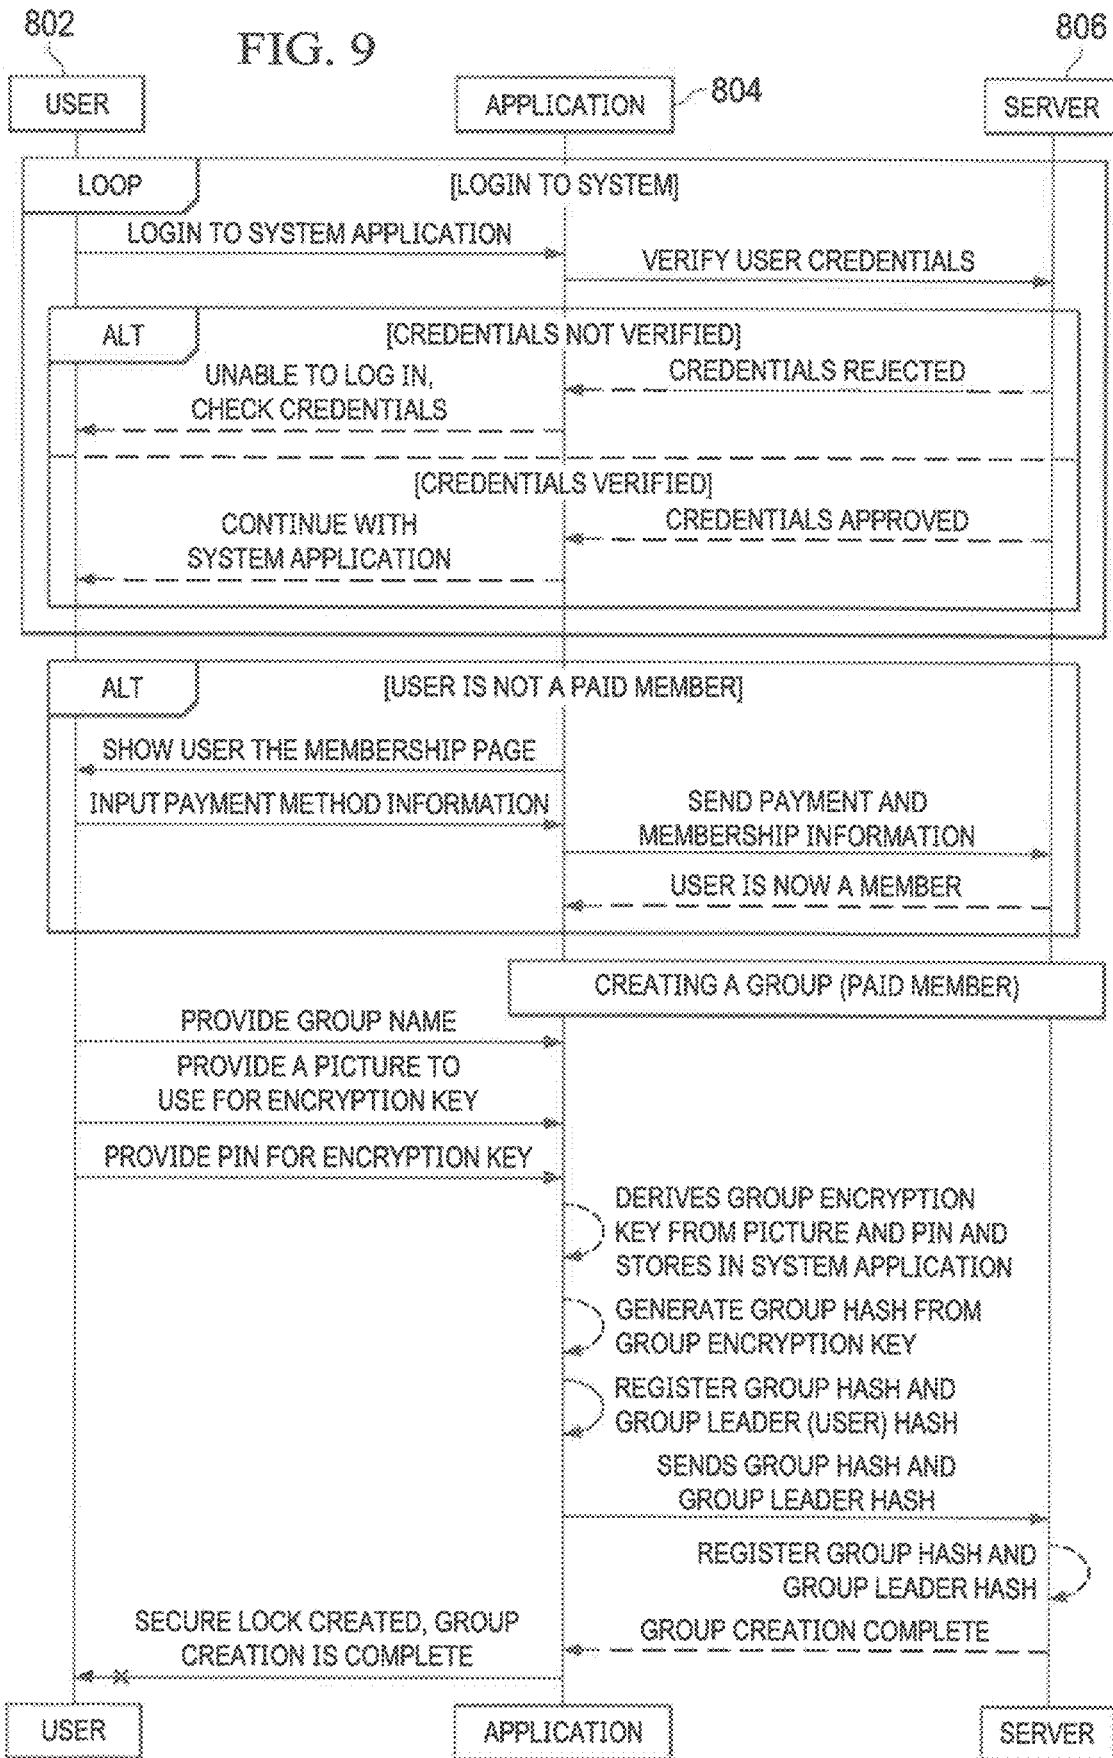 802
FIG. 9
806
USER
APPLICATION
804
SERVER
LOOP
[LOGIN TO SYSTEM]
LOGIN TO SYSTEM APPLICATION
VERIFY USER CREDENTIALS
ALT
[CREDENTIALS NOT VERIFIED]
UNABLE TO LOG IN,
CHECK CREDENTIALS
CREDENTIALS REJECTED
[CREDENTIALS VERIFIED]
CONTINUE WITH
SYSTEM APPLICATION
CREDENTIALS APPROVED
ALT
[USER IS NOT A PAID MEMBER]
SHOW USER THE MEMBERSHIP PAGE
INPUT PAYMENT METHOD INFORMATION
SEND PAYMENT AND
MEMBERSHIP INFORMATION
USER IS NOW A MEMBER
CREATING A GROUP (PAID MEMBER)
PROVIDE GROUP NAME
PROVIDE A PICTURE TO
USE FOR ENCRYPTION KEY
PROVIDE PIN FOR ENCRYPTION KEY
DERIVES GROUP ENCRYPTION
KEY FROM PICTURE AND PIN AND
STORES IN SYSTEM APPLICATION
GENERATE GROUP HASH FROM
GROUP ENCRYPTION KEY
REGISTER GROUP HASH AND
GROUP LEADER (USER) HASH
SENDS GROUP HASH AND
GROUP LEADER HASH
REGISTER GROUP HASH AND
GROUP LEADER HASH
SECURE LOCK CREATED, GROUP
CREATION IS COMPLETE
GROUP CREATION COMPLETE
USER
APPLICATION
SERVER